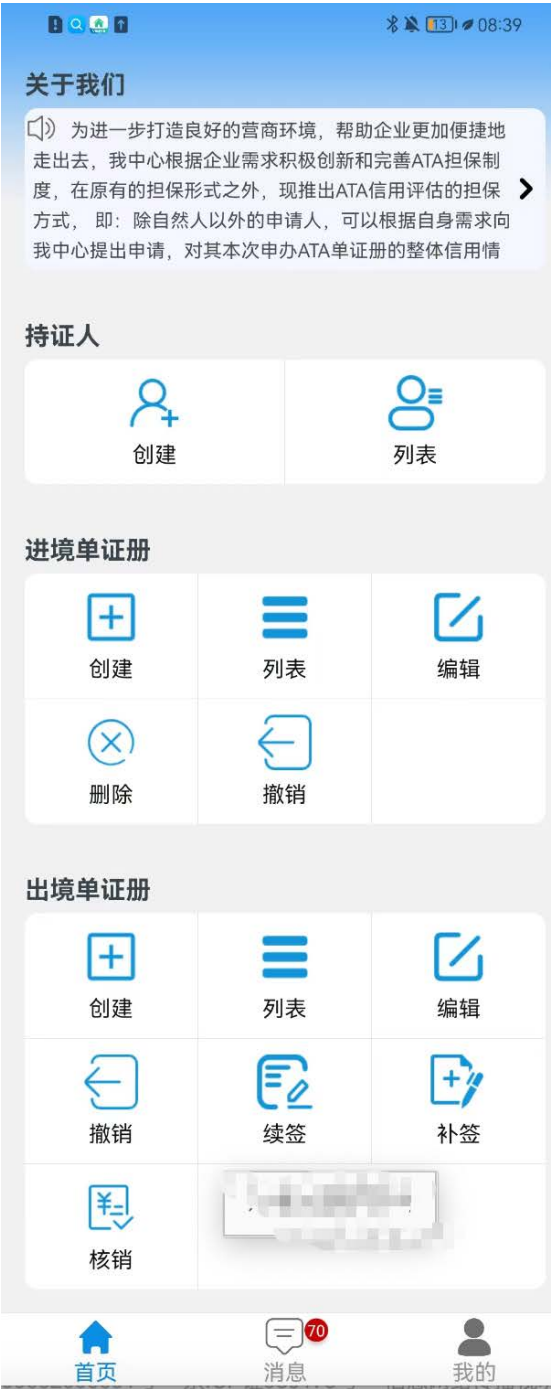 13 08:39
关于我们
为进一步打造良好的营商环境，帮助企业更加便捷地
走出去，我中心根据企业需求积极创新和完善ATA担保制
度，在原有的担保形式之外，现推出ATA信用评估的担保
方式， 即：除自然人以外的申请人，可以根据自身需求向
我中心提出申请，对其本次申办ATA单证册的整体信用情
持证人
创建 列表
进境单证册
创建 列表 编辑
删除 撤销
出境单证册
创建 列表 编辑
撤销 续签 补签
核销
70
首页 消息 我的